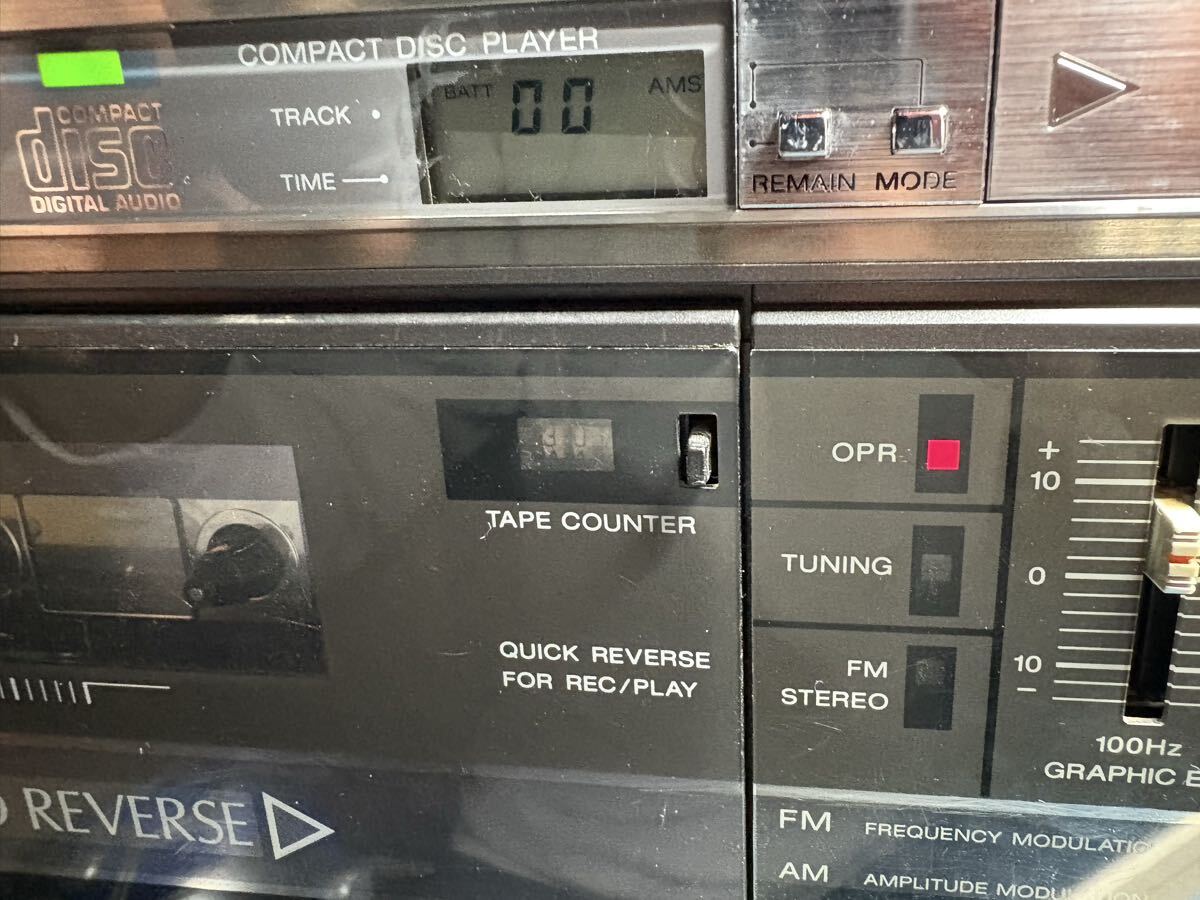 COMPACT DISC PLAYER
COMPACT
disc
DIGITAL AUDIO
TRACK
TIME
BATT
00
AMS
REMAIN MODE
TAPE COUNTER
QUICK REVERSE
FOR REC/PLAY
REVERSE
OPR
TUNING
FM
STEREO
+
10
0
10
−
100Hz
GRAPHIC E
FM FREQUENCY MODULATIO
AM AMPLITUDE MODULATION